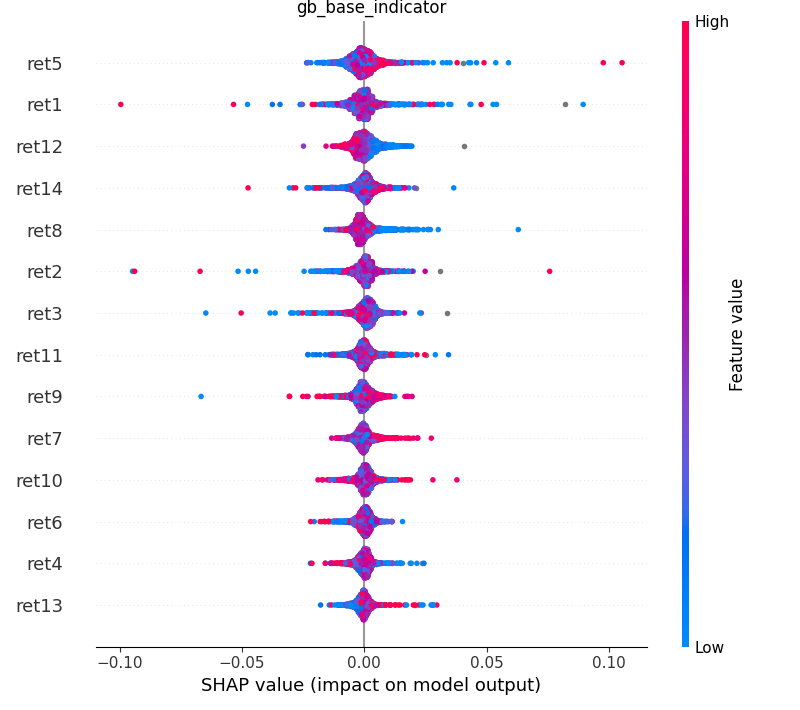 gb_base_indicator
High
ret5
ret1
ret12
ret14
ret8
ret2
ret3
ret11
ret9
ret7
ret10
ret6
ret4
ret13
Feature value
Low
−0.10 −0.05 0.00 0.05 0.10
SHAP value (impact on model output)